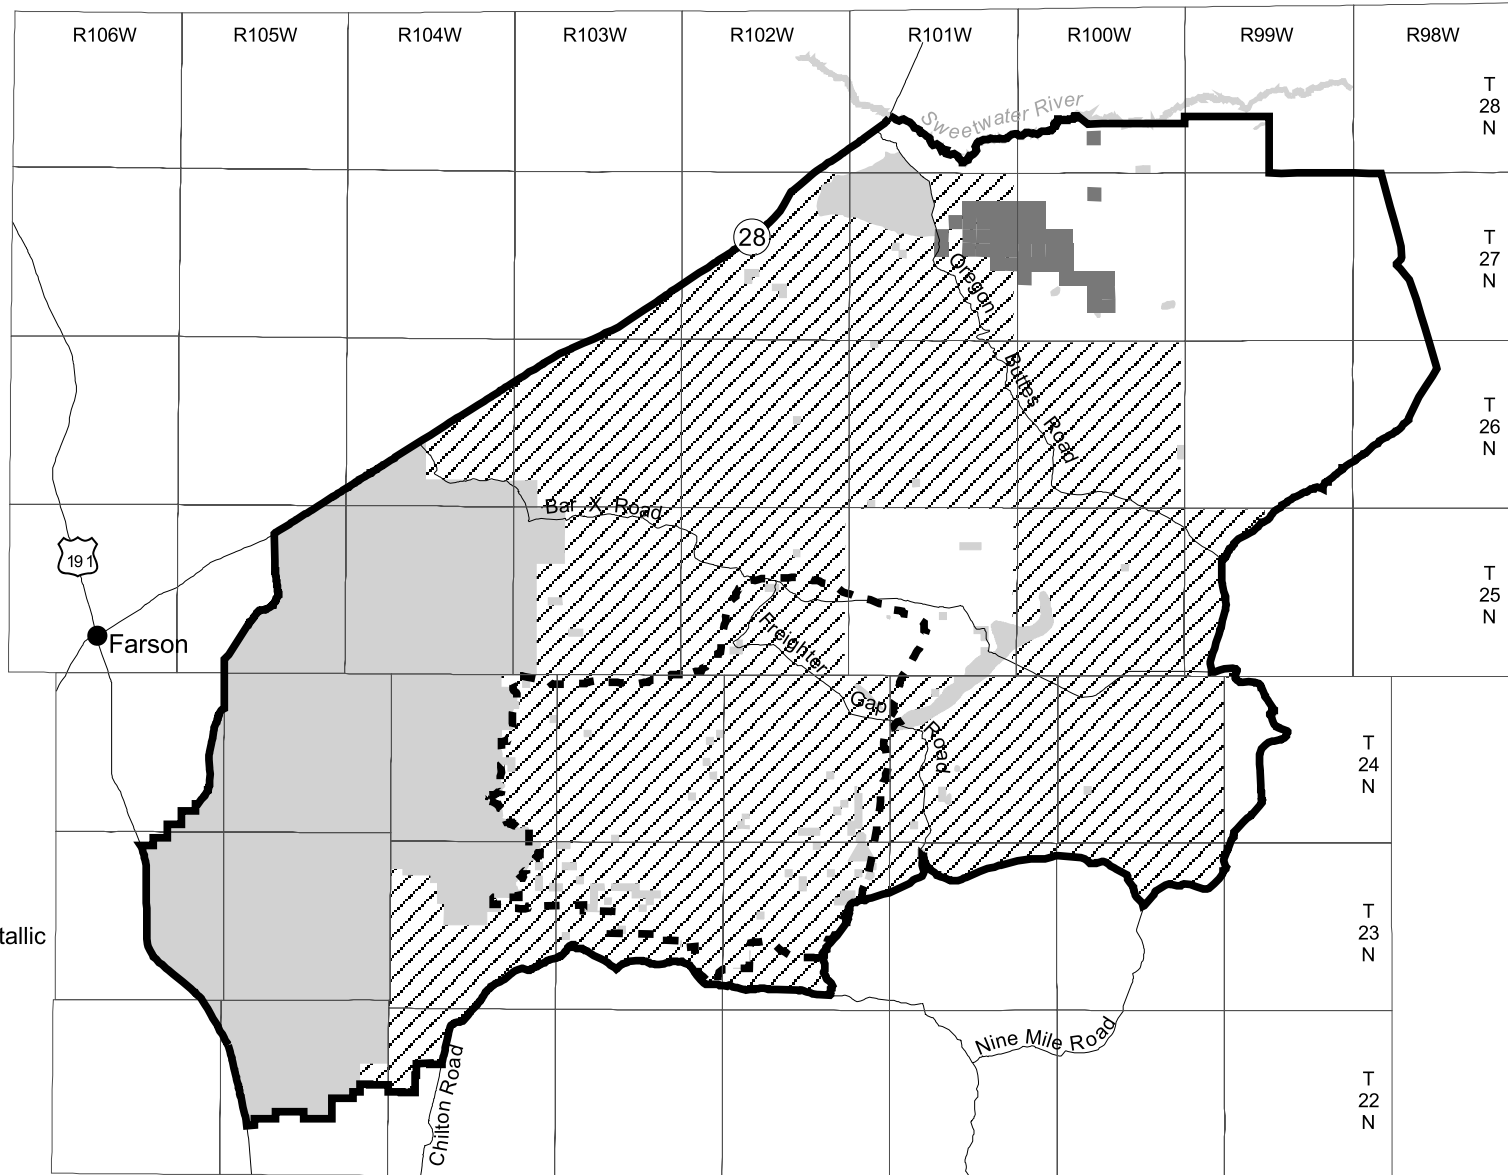 R106W R105W R104W R103W R102W R101W R100W R99W R98W
T
28
N
Sweetwater River
28
T
27
N
Oregon Buttes Road
T
26
N
Bar X Road
191
Farson
T
25
N
Freighter Gap Road
T
24
N
T
23
N
tallic
Nine Mile Road
Chilton Road
T
22
N